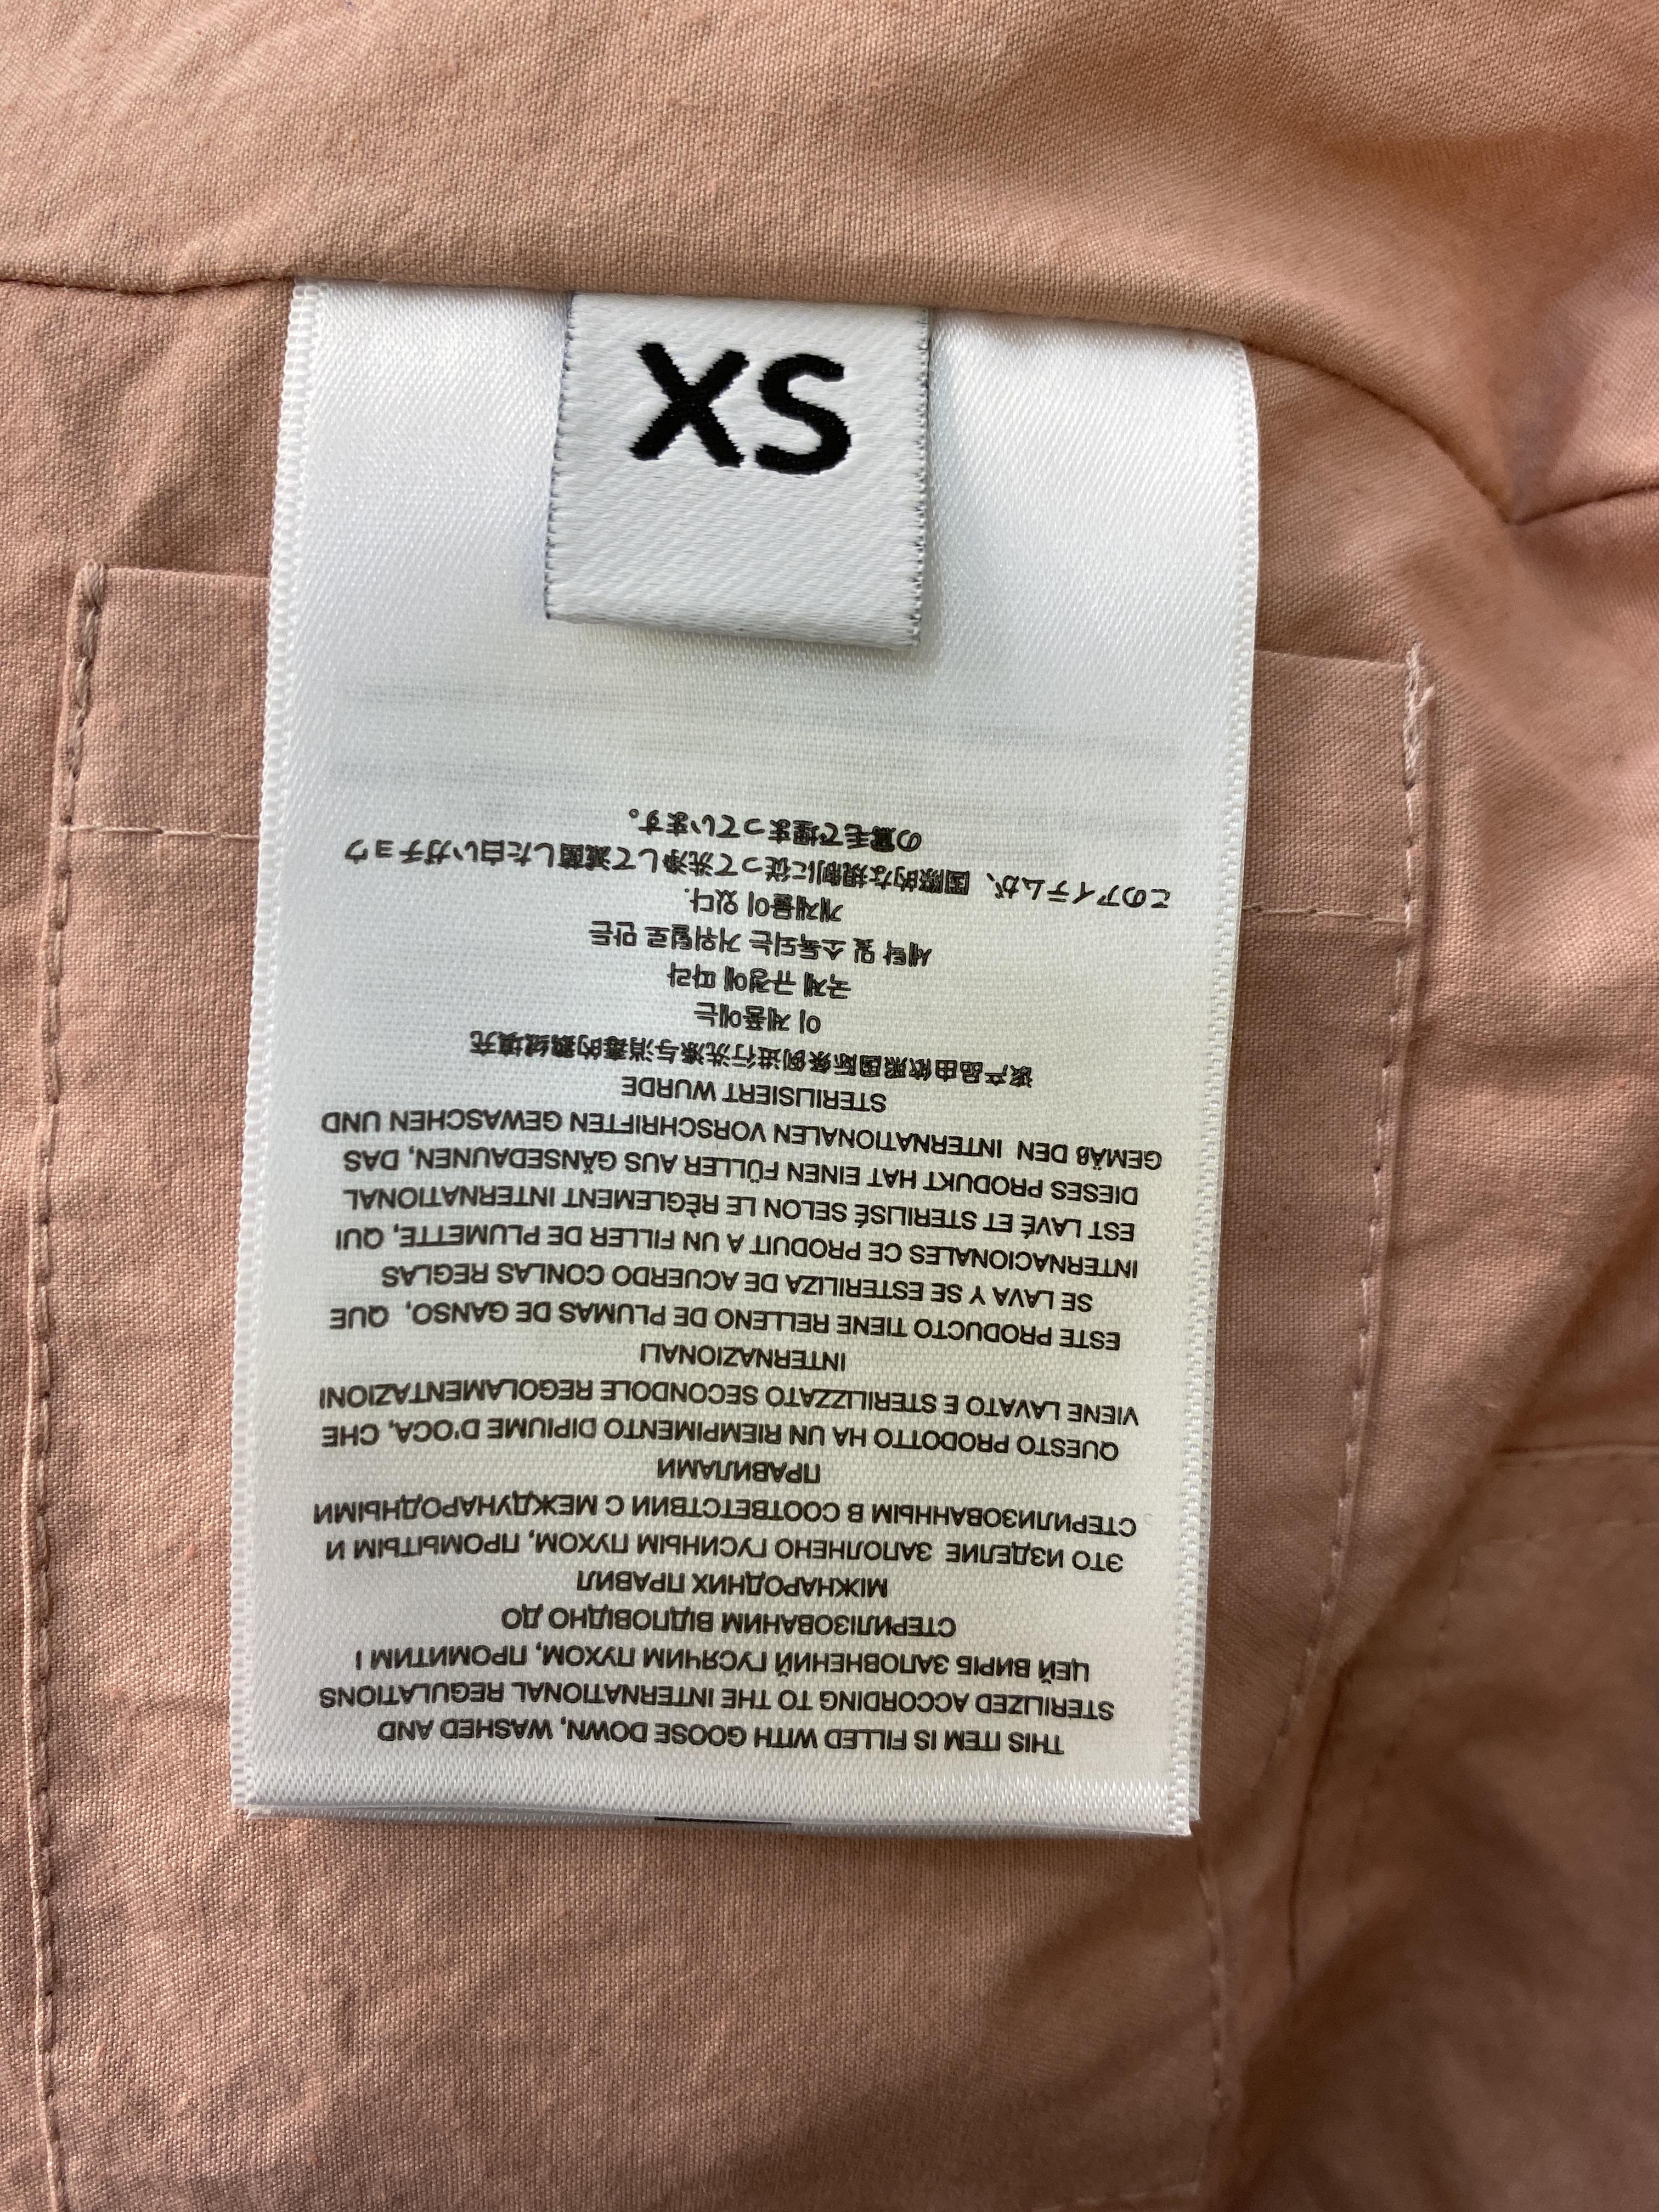 XS
THIS ITEM IS FILLED WITH GOOSE DOWN, WASHED AND
STERILIZED ACCORDING TO THE INTERNATIONAL REGULATIONS
ЦЕЙ ВИРІБ ЗАПОВНЕНИЙ ГУСЯЧИМ ПУХОМ, ПРОМИТИМ І
СТЕРИЛІЗОВАНИМ ВІДПОВІДНО ДО
МІЖНАРОДНИХ ПРАВИЛ
ЭТО ИЗДЕЛИЕ ЗАПОЛНЕНО ГУСИНЫМ ПУХОМ, ПРОМЫТЫМ И
СТЕРИЛИЗОВАННЫМ В СООТВЕТСТВИИ С МЕЖДУНАРОДНЫМИ
ПРАВИЛАМИ
QUESTO PRODOTTO HA UN RIEMPIMENTO DIPIUME D'OCA, CHE
VIENE LAVATO E STERILIZZATO SECONDOLE REGOLAMENTAZIONI
INTERNAZIONALI
ESTE PRODUCTO TIENE RELLENO DE PLUMAS DE GANSO, QUE
SE LAVA Y SE ESTERILIZA DE ACUERDO CONLAS REGLAS
INTERNACIONALES CE PRODUIT A UN FILLER DE PLUMETTE, QUI
EST LAVÉ ET STERILISÉ SELON LE RÈGLEMENT INTERNATIONAL
DIESES PRODUKT HAT EINEN FÜLLER AUS GÄNSEDAUNEN, DAS
GEMÄß DEN INTERNATIONALEN VORSCHRIFTEN GEWASCHEN UND
STERILISIERT WURDE
该产品由依照国际条例进行洗涤与消毒的鹅绒填充
이 제품에는
국제 규정에 따라
세탁 및 소독되는 거위털로 만든
개재물이 있다.
このアイテムが、国際的な規制に従って洗浄して滅菌した白いガチョウ
の羽毛で埋まっています。